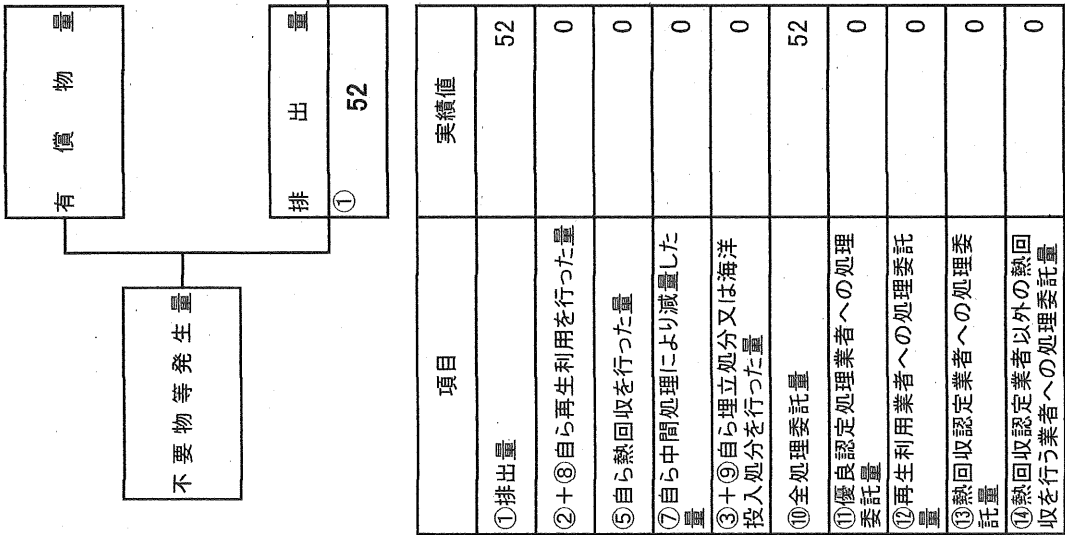 不要物等発生量
有償物量
排出量
① 52
項目 実績値
①排出量 52
②＋⑧自ら再生利用を行った量 0
⑤自ら熱回収を行った量 0
⑦自ら中間処理により減量した
量 0
③＋⑨自ら埋立処分又は海洋
投入処分を行った量 0
⑩全処理委託量 52
⑪優良認定処理業者への処理
委託量 0
⑫再生利用業者への処理委託
量 0
⑬熱回収認定業者への処理委
託量 0
⑭熱回収認定業者以外の熱回
収を行う業者への処理委託量 0